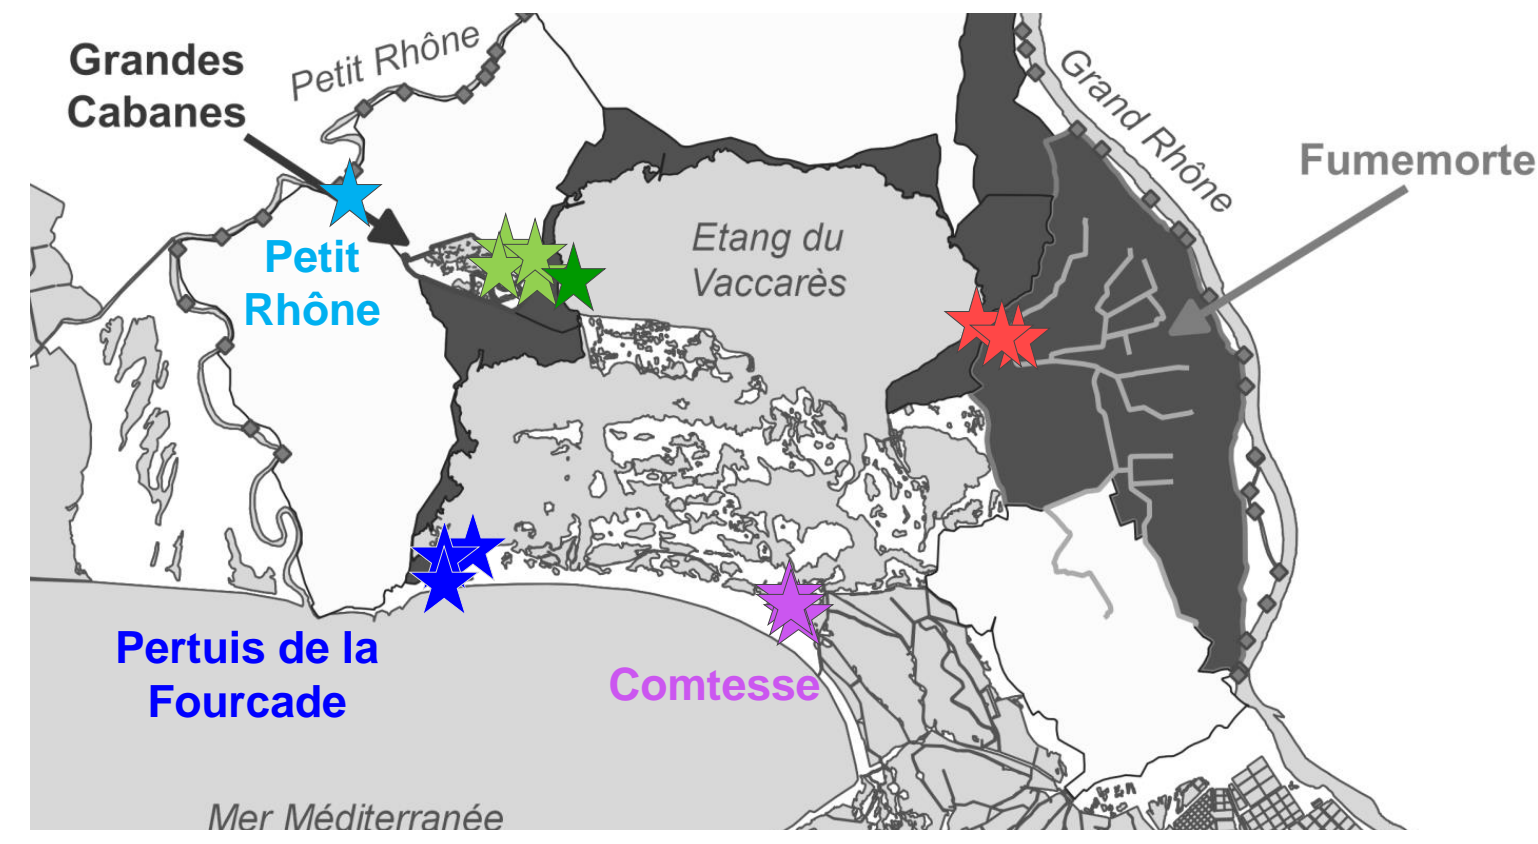 Grandes
Cabanes
Petit Rhône
Grand Rhône
Fumemorte
Petit
Rhône
Etang du
Vaccarès
Pertuis de la
Fourcade
Comtesse
Mer Méditerranée